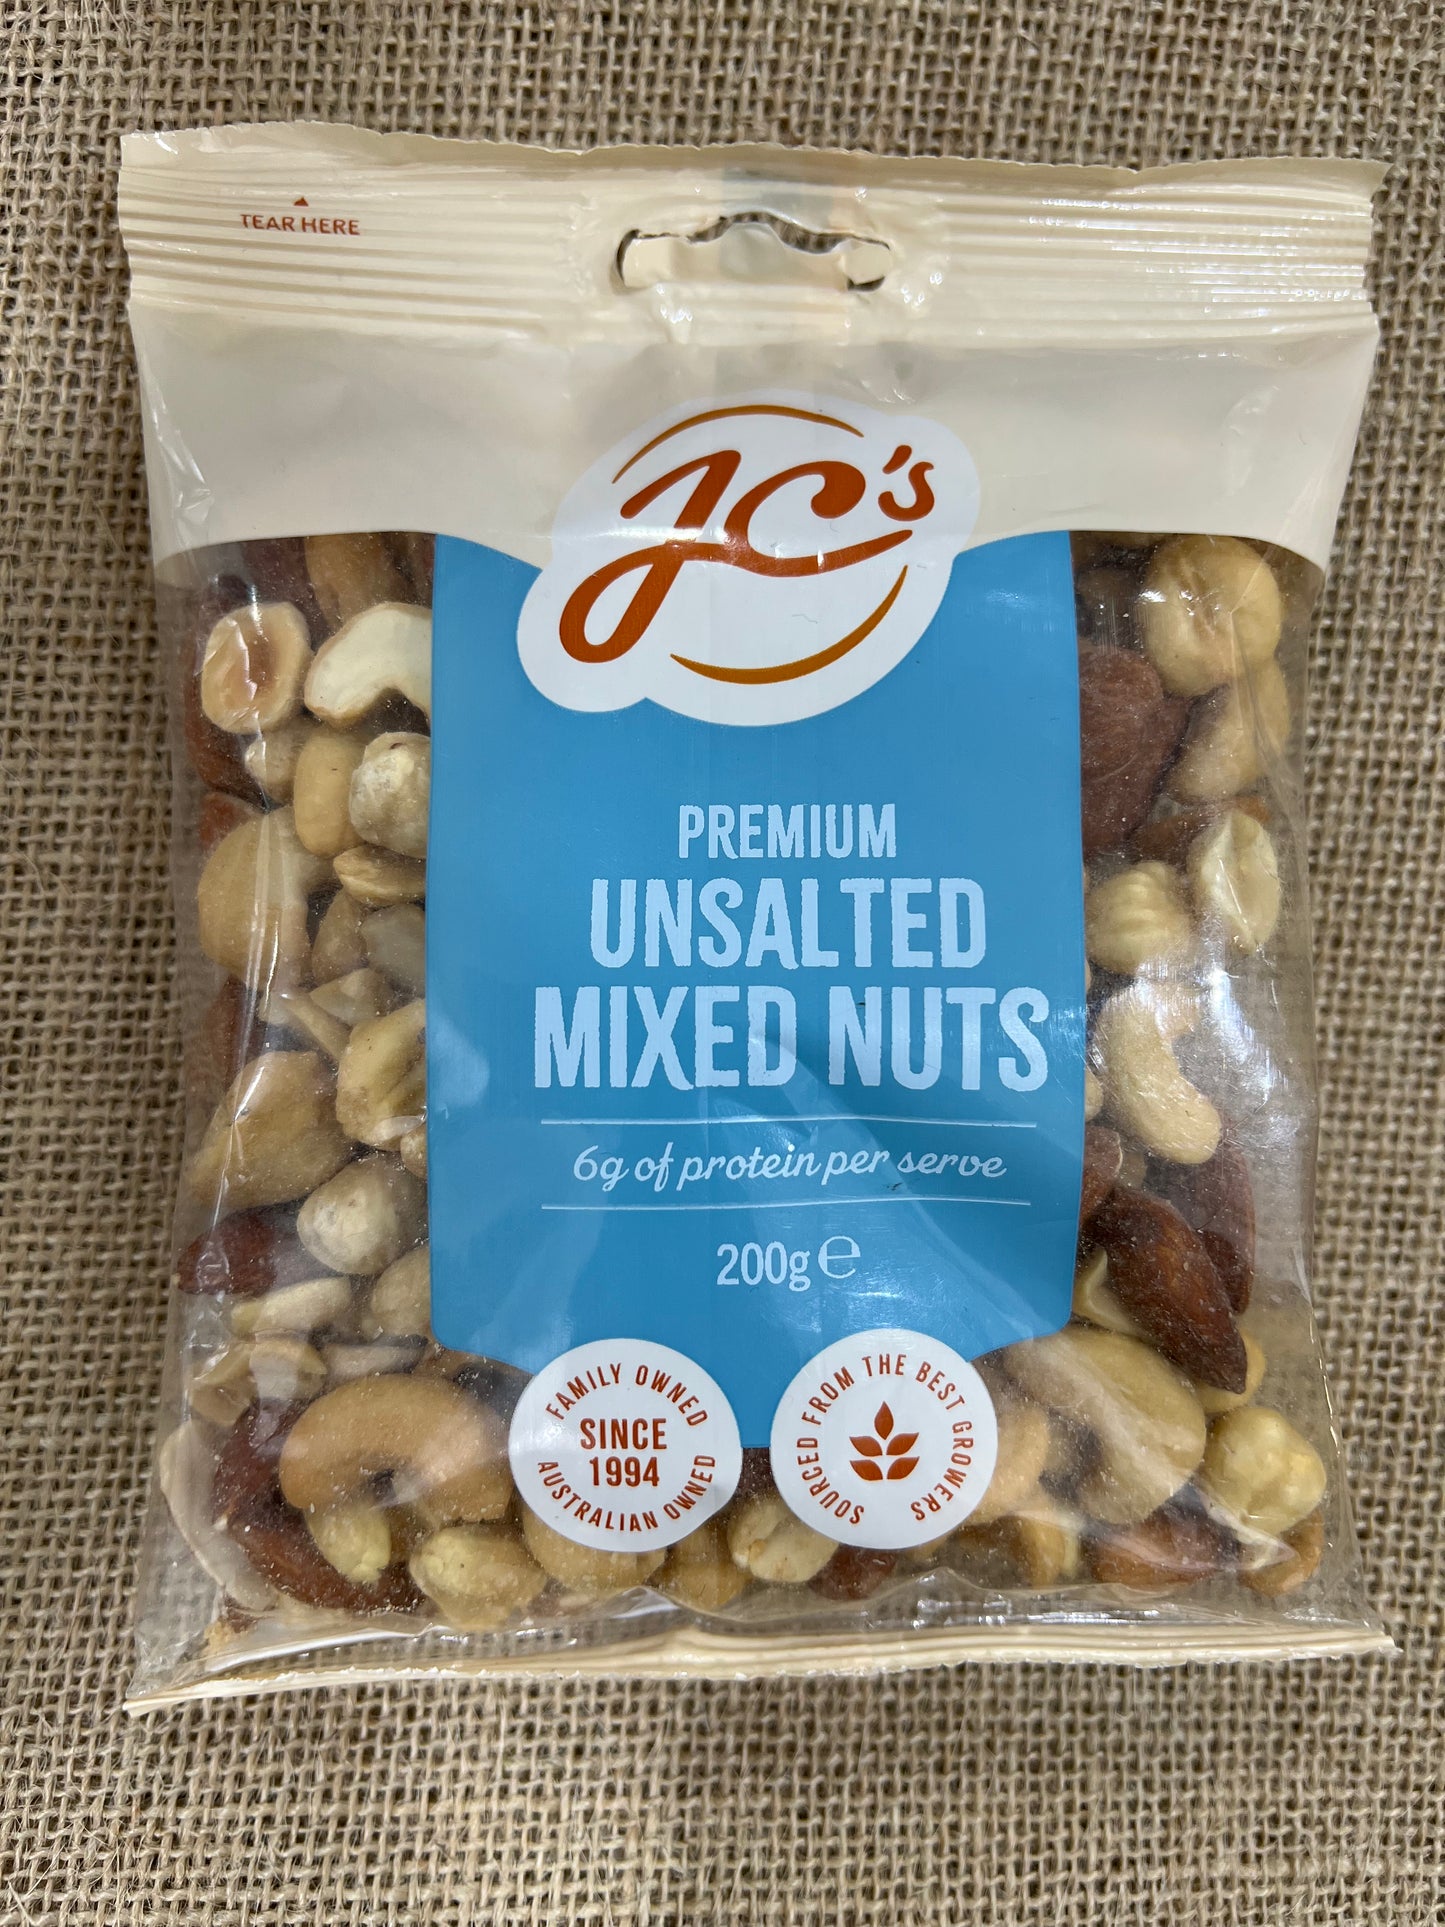 TEAR HERE
JC's
PREMIUM
UNSALTED
MIXED NUTS
6g of protein per serve
200g ℮
FAMILY OWNED
SINCE
1994
AUSTRALIAN OWNED
SOURCED FROM THE BEST GROWERS